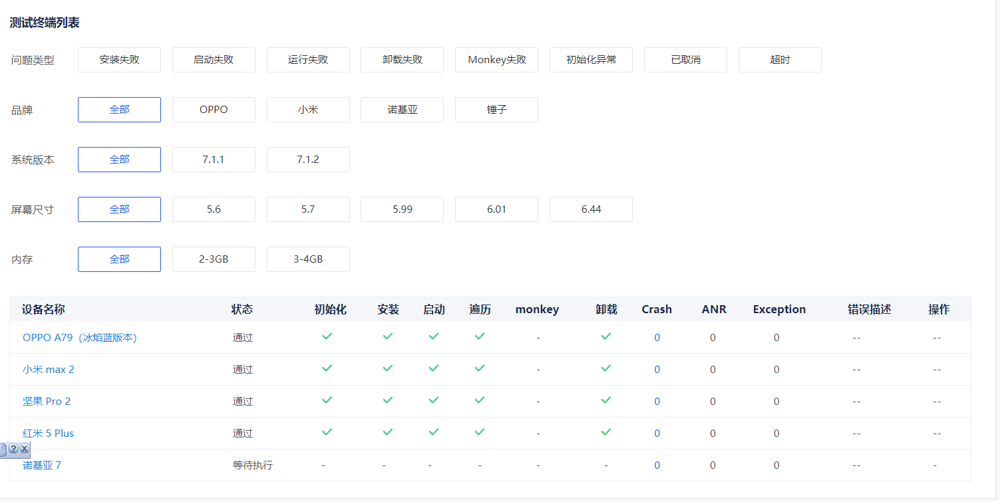 测试终端列表
问题类型 安装失败 启动失败 运行失败 卸载失败 Monkey失败 初始化异常 已取消 超时
品牌 全部 OPPO 小米 诺基亚 锤子
系统版本 全部 7.1.1 7.1.2
屏幕尺寸 全部 5.6 5.7 5.99 6.01 6.44
内存 全部 2-3GB 3-4GB
设备名称 状态 初始化 安装 启动 遍历 monkey 卸载 Crash ANR Exception 错误描述 操作
OPPO A79（冰焰蓝版本） 通过 - 0 0 0 -- --
小米 max 2 通过 - 0 0 0 -- --
坚果 Pro 2 通过 - 0 0 0 -- --
红米 5 Plus 通过 - 0 0 0 -- --
诺基亚 7 等待执行 - - - - - - 0 0 0 -- -